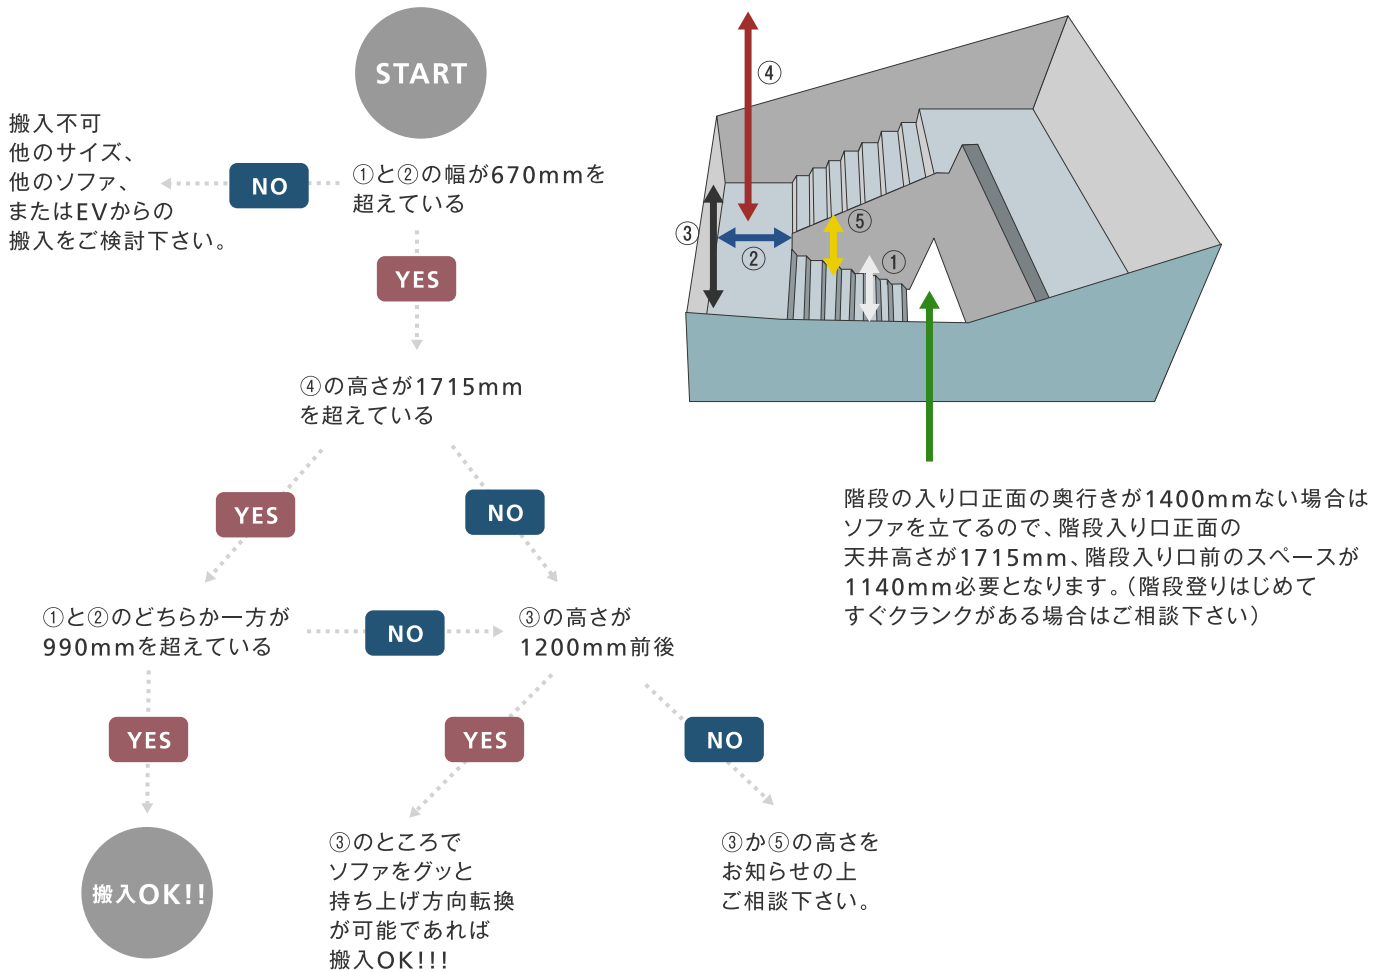 START
①と②の幅が670mmを
超えている
NO
搬入不可
他のサイズ、
他のソファ、
またはEVからの
搬入をご検討下さい。
YES
④の高さが1715mm
を超えている
YES
NO
①と②のどちらか一方が
990mmを超えている
NO
③の高さが
1200mm前後
YES
YES
NO
搬入OK!!
③のところで
ソファをグッと
持ち上げ方向転換
が可能であれば
搬入OK!!!
③か⑤の高さを
お知らせの上
ご相談下さい。
④
③
②
⑤
①
階段の入り口正面の奥行きが1400mmない場合は
ソファを立てるので、階段入り口正面の
天井高さが1715mm、階段入り口前のスペースが
1140mm必要となります。（階段登りはじめて
すぐクランクがある場合はご相談下さい）